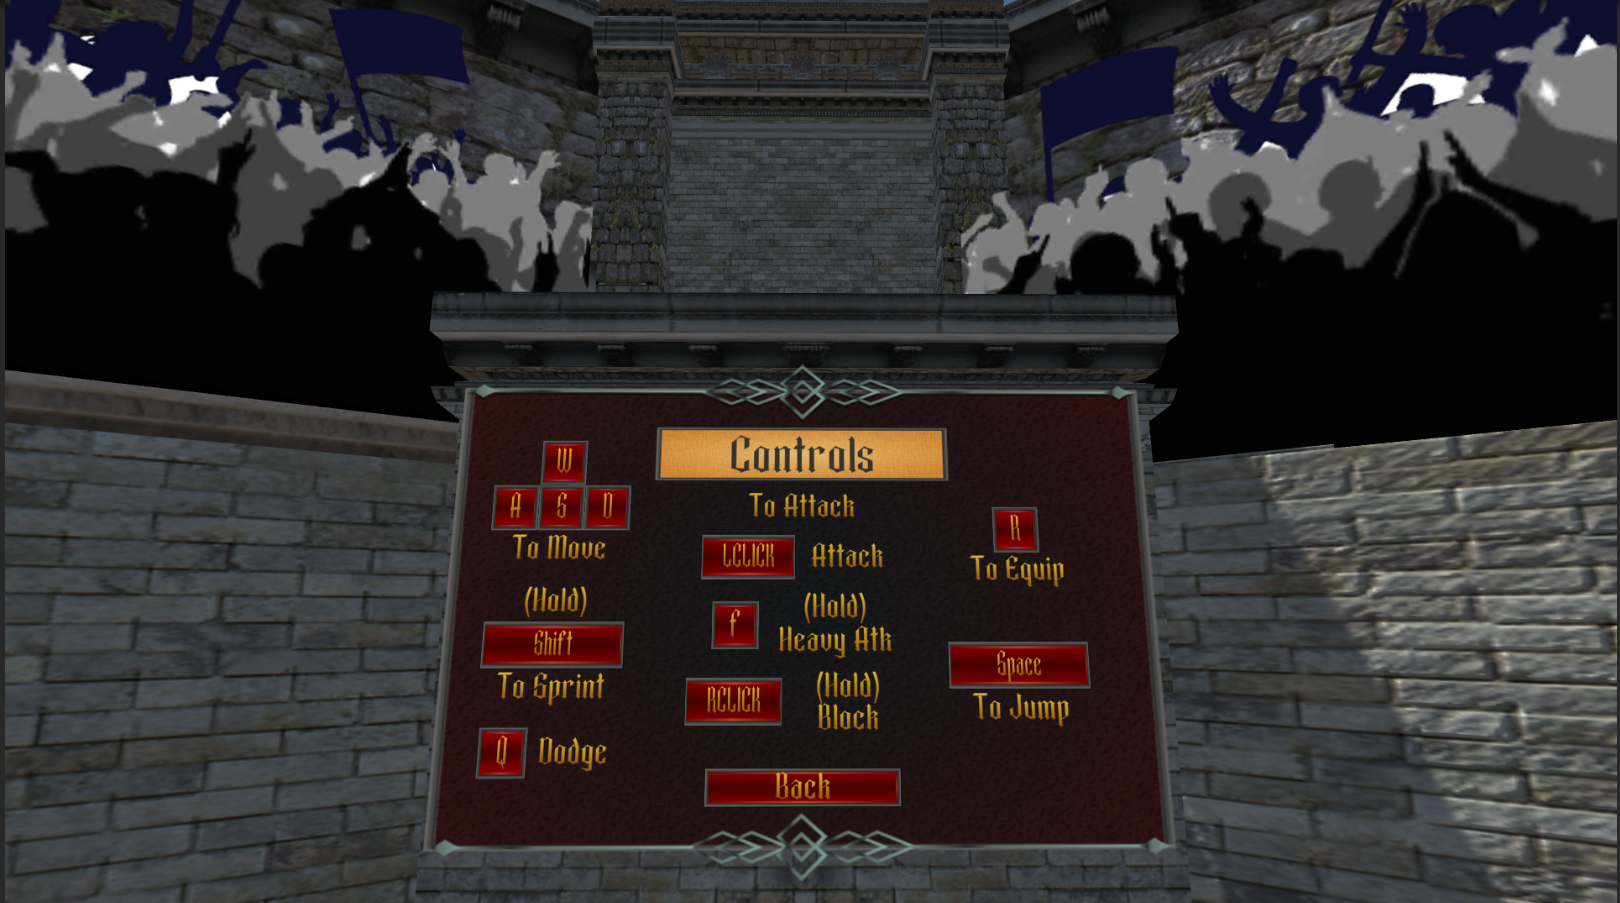 Controls
W
A S D
To Move
(Hold)
Shift
To Sprint
Q Dodge
To Attack
LCLICK Attack
f (Hold)
Heavy Atk
RCLICK (Hold)
Block
R
To Equip
Space
To Jump
Back